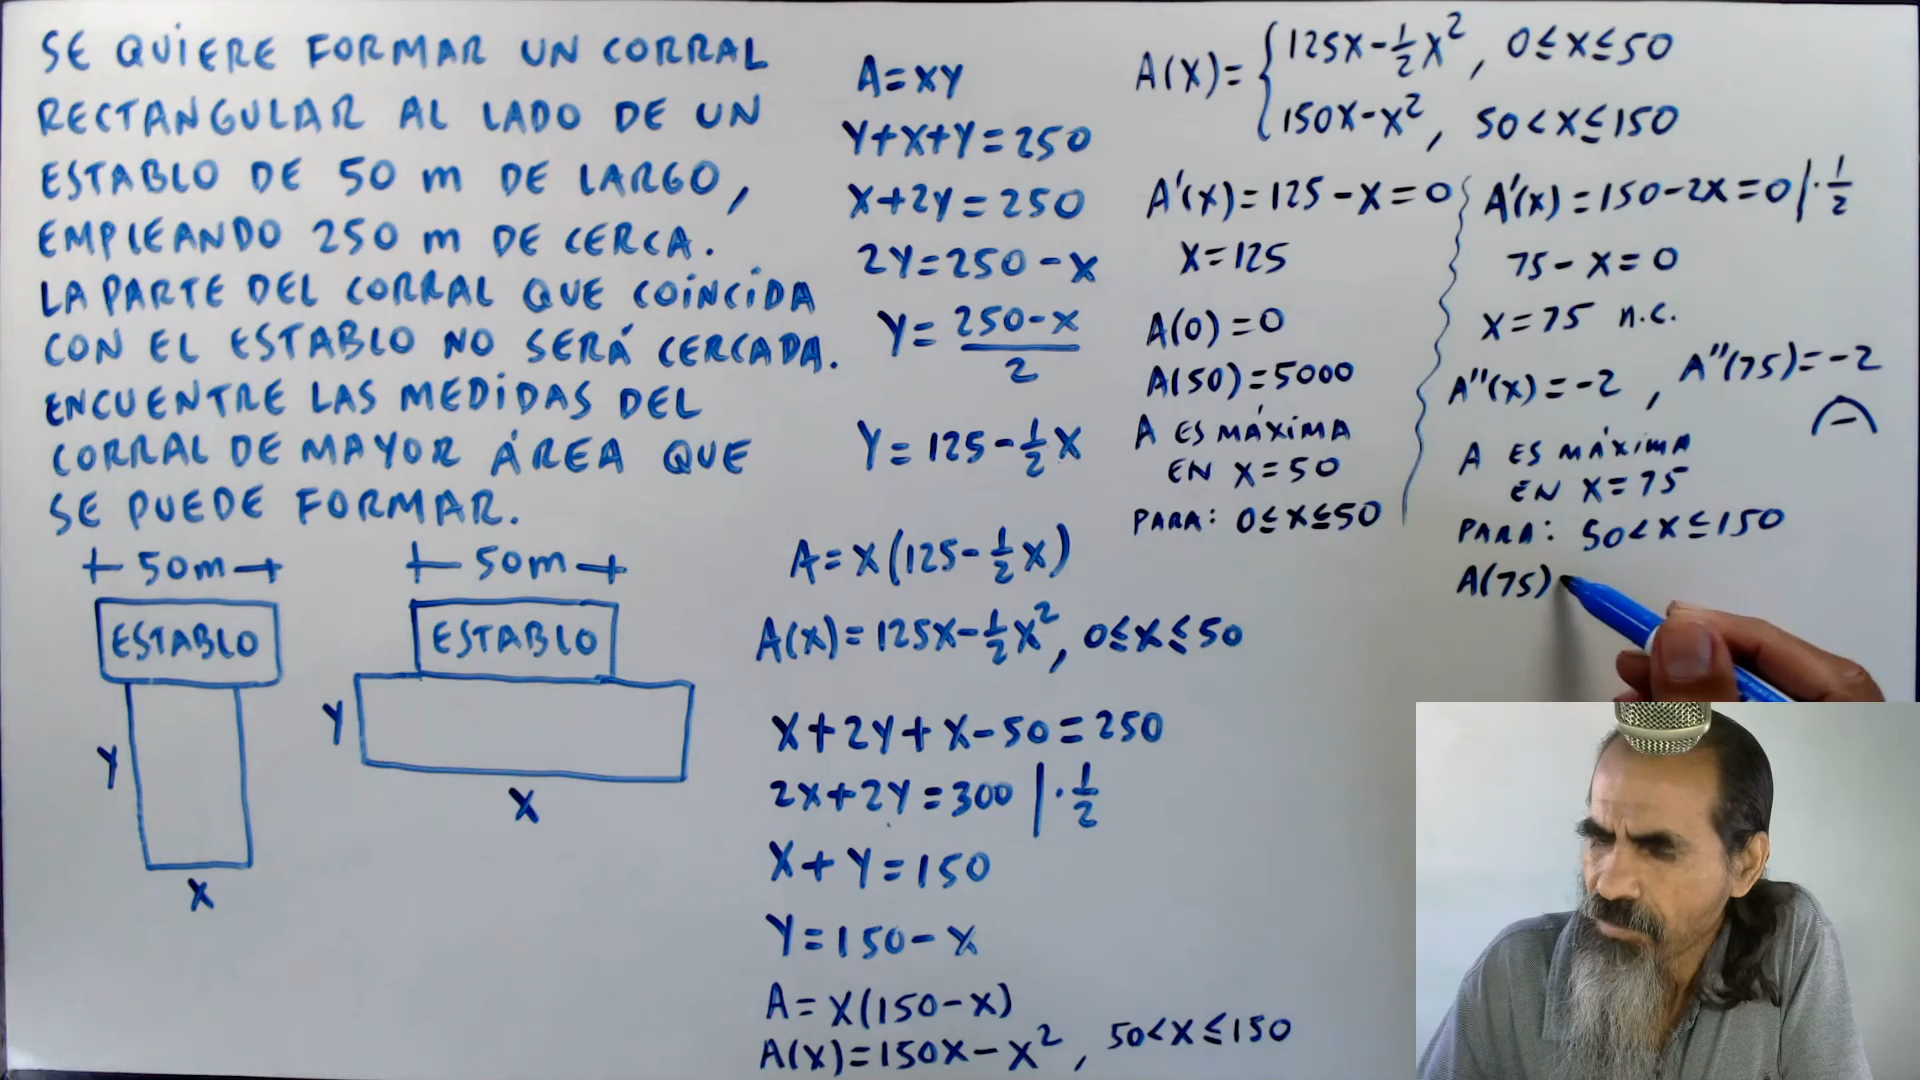 SE QUIERE FORMAR UN CORRAL
RECTANGULAR AL LADO DE UN
ESTABLO DE 50 m DE LARGO,
EMPLEANDO 250 m DE CERCA.
LA PARTE DEL CORRAL QUE COINCIDA
CON EL ESTABLO NO SERÁ CERCADA.
ENCUENTRE LAS MEDIDAS DEL
CORRAL DE MAYOR ÁREA QUE
SE PUEDE FORMAR.
50m
ESTABLO
Y
X
50m
ESTABLO
Y
X
A=XY
Y+X+Y=250
X+2Y=250
2Y=250-X
Y=(250-X)/2
Y=125-1/2X
A=X(125-1/2X)
A(X)=125X-1/2X², 0≤X≤50
X+2Y+X-50=250
2X+2Y=300 |·1/2
X+Y=150
Y=150-X
A=X(150-X)
A(X)=150X-X², 50<X≤150
A(X)={125X-1/2X², 0≤X≤50
150X-X², 50<X≤150
A'(X)=125-X=0
X=125
A(0)=0
A(50)=5000
A ES MÁXIMA
EN X=50
PARA: 0≤X≤50
A'(X)=150-2X=0|·1/2
75-X=0
X=75 n.c.
A''(X)=-2, A''(75)=-2
-
A ES MÁXIMA
EN X=75
PARA: 50<X≤150
A(75)